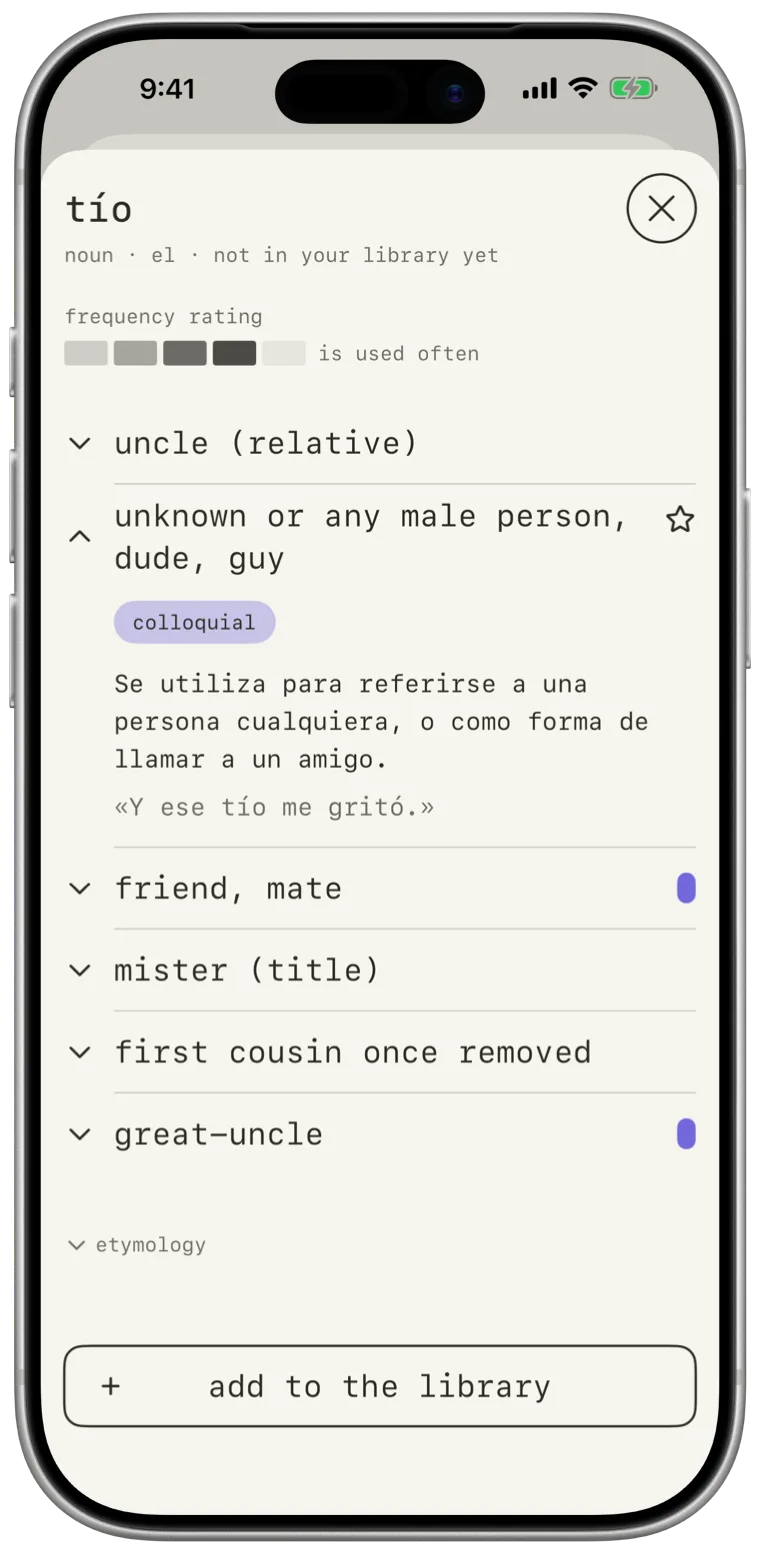 9:41
tío
noun · el · not in your library yet
frequency rating
is used often
uncle (relative)
unknown or any male person,
dude, guy
colloquial
Se utiliza para referirse a una
persona cualquiera, o como forma de
llamar a un amigo.
«Y ese tío me gritó.»
friend, mate
mister (title)
first cousin once removed
great–uncle
etymology
+ add to the library